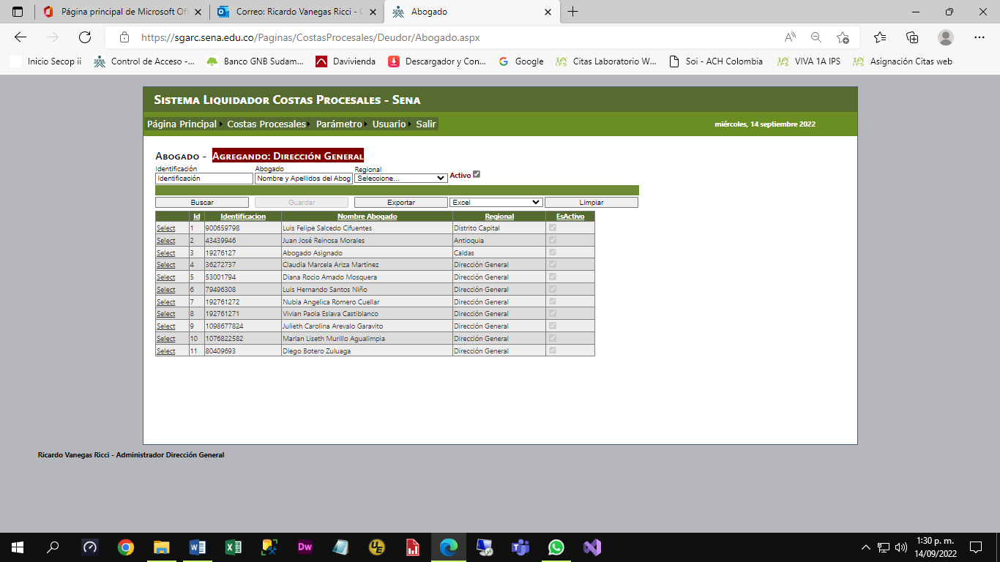 Página principal de Microsoft Off
Correo: Ricardo Vanegas Ricci -
Abogado
https://sgarc.sena.edu.co/Paginas/CostasProcesales/Deudor/Abogado.aspx
Inicio Secop ii
Control de Acceso -...
Banco GNB Sudam...
Davivienda
Descargador y Con...
Google
Citas Laboratorio W...
Soi - ACH Colombia
VIVA 1A IPS
Asignación Citas web
Sistema Liquidador Costas Procesales - Sena
Página Principal Costas Procesales Parámetro Usuario Salir miércoles, 14 septiembre 2022
Abogado - Agregando: Dirección General
Identificación Abogado Regional
Identificación Nombre y Apellidos del Abog Seleccione... Activo
Buscar Guardar Exportar Excel Limpiar
Id Identificacion Nombre Abogado Regional EsActivo
Select 1 900659798 Luis Felipe Salcedo Cifuentes Distrito Capital
Select 2 43439946 Juan José Reinosa Morales Antioquia
Select 3 19276127 Abogado Asignado Caldas
Select 4 36272737 Claudia Marcela Ariza Martinez Dirección General
Select 5 53001794 Diana Rocio Amado Mosquera Dirección General
Select 6 79496308 Luis Hernando Santos Niño Dirección General
Select 7 192761272 Nubia Angelica Romero Cuellar Dirección General
Select 8 192761271 Vivian Paola Eslava Castiblanco Dirección General
Select 9 1098677824 Julieth Carolina Arevalo Garavito Dirección General
Select 10 1076822582 Marlan Liseth Murillo Agualimpia Dirección General
Select 11 80409693 Diego Botero Zuluaga Dirección General
Ricardo Vanegas Ricci - Administrador Dirección General
Dw
UE
1:30 p. m.
14/09/2022